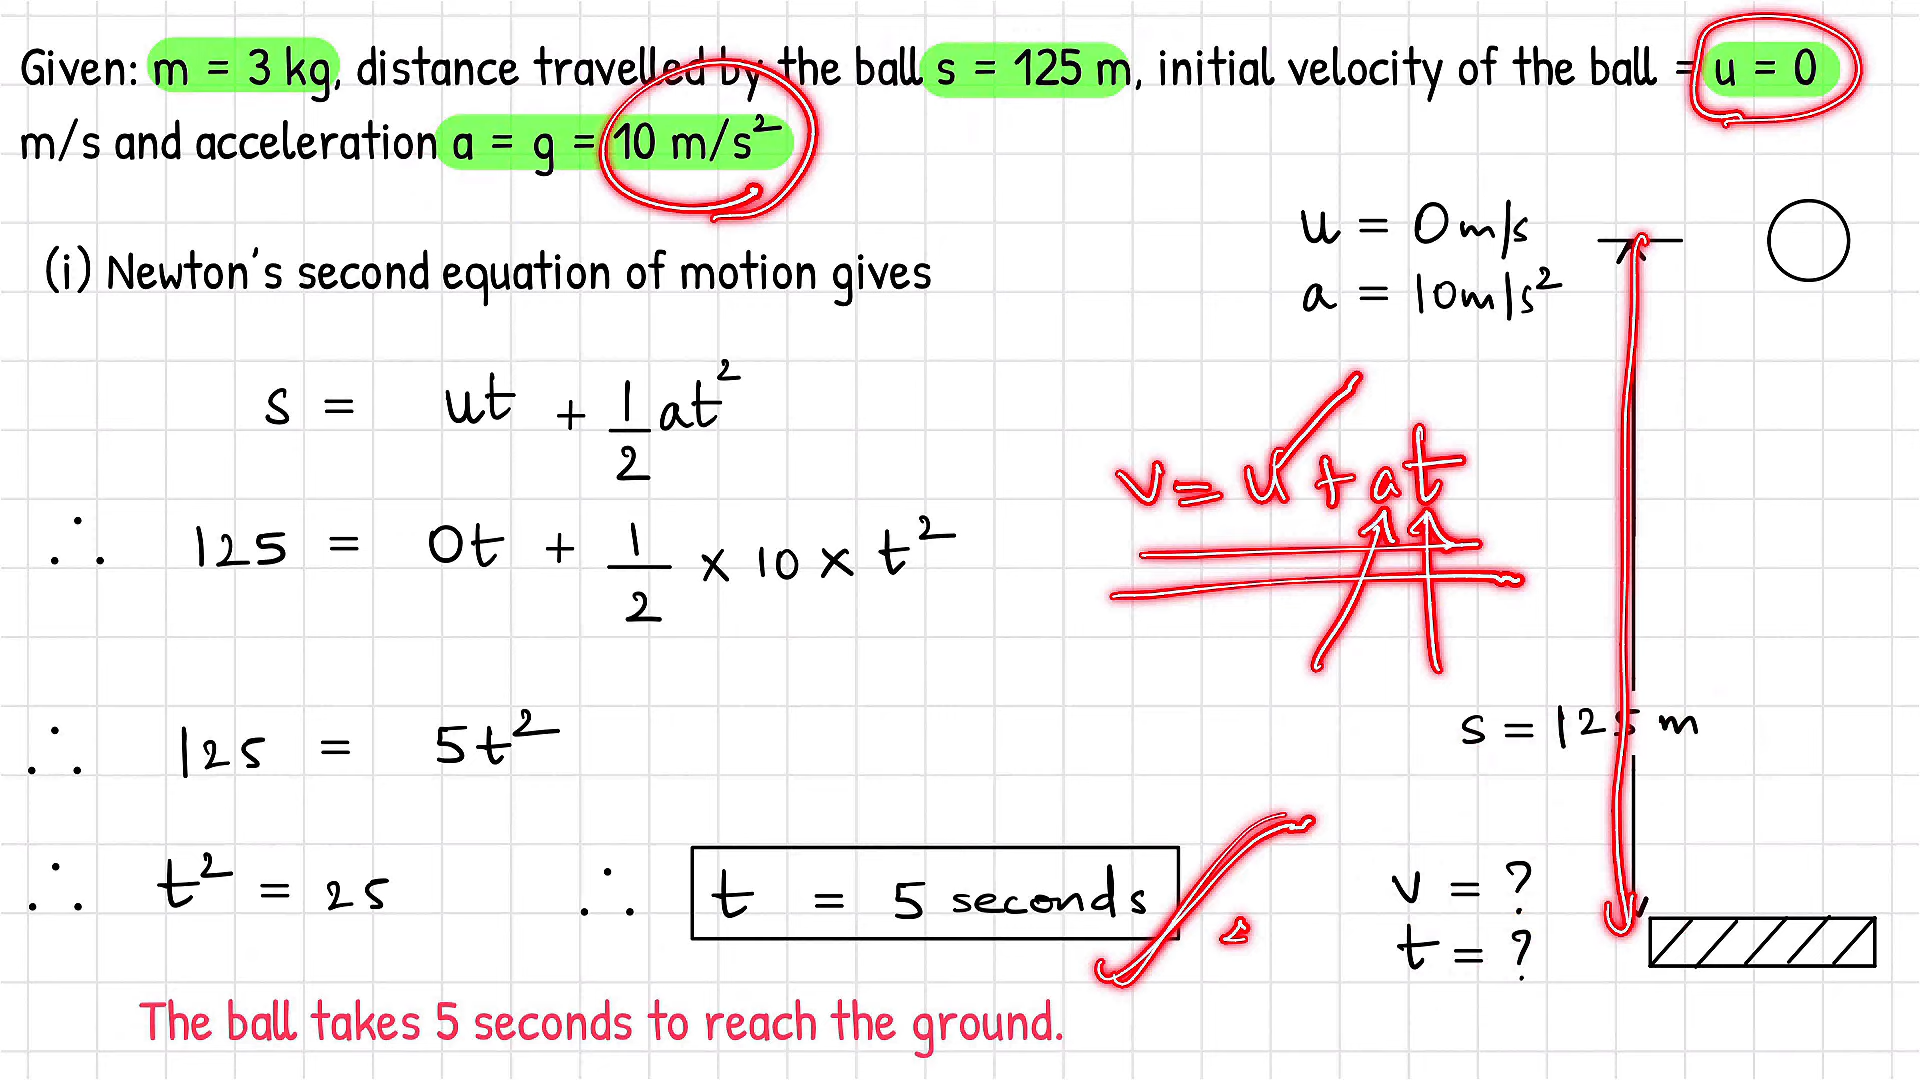 Given: m = 3 kg, distance travelled by the ball s = 125 m, initial velocity of the ball = u = 0
m/s and acceleration a = g = 10 m/s²
u = 0 m/s
(i) Newton's second equation of motion gives
a = 10 m/s²
s = ut + 1/2 at²
v = u + at
∴ 125 = 0t + 1/2 × 10 × t²
s = 125 m
∴ 125 = 5t²
∴ t² = 25 ∴ t = 5 seconds
v = ?
t = ?
The ball takes 5 seconds to reach the ground.